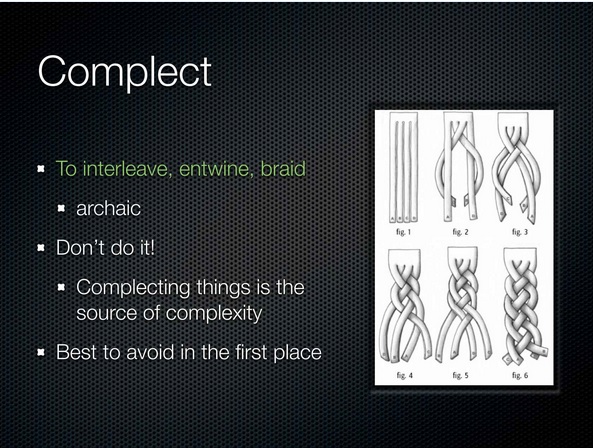 Complect
To interleave, entwine, braid
archaic
Don't do it!
Complecting things is the
source of complexity
Best to avoid in the first place
fig. 1
fig. 2
fig. 3
fig. 4
fig. 5
fig. 6